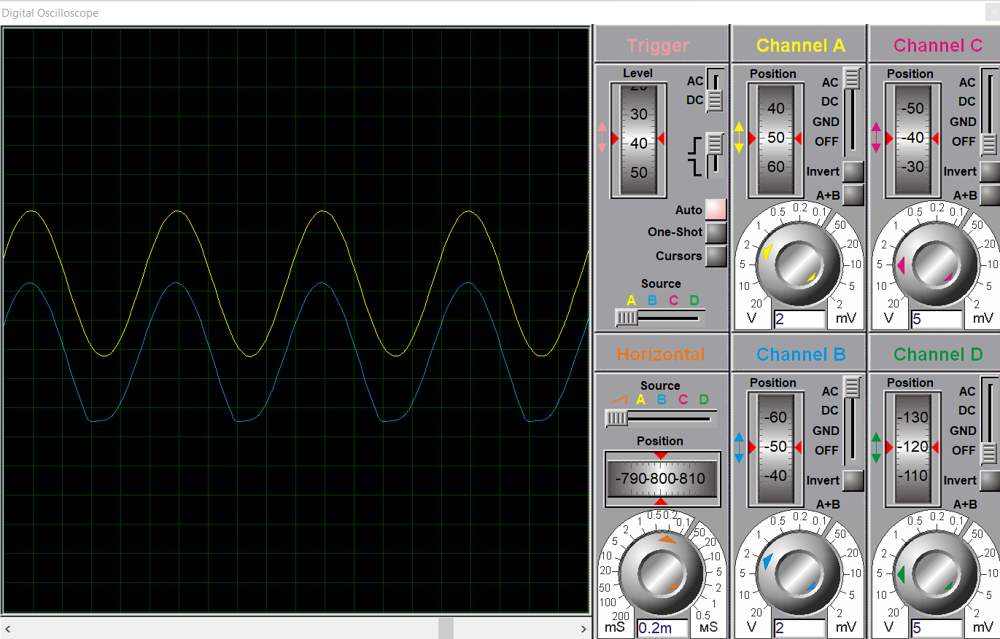 Digital Oscilloscope
Trigger
Level
20
30
40
50
AC
DC
Auto
One-Shot
Cursors
Source
A B C D
Channel A
Position
40
50
60
AC
DC
GND
OFF
Invert
A+B
20 10 5 2 1 0.5 0.2 0.1 50 20 10 5 2
V 2 mV
Channel C
Position
-50
-40
-30
AC
DC
GND
OFF
Invert
A+B
20 10 5 2 1 0.5 0.2 0.1 50 20 10 5 2
V 5 mV
Horizontal
Source
A B C D
Position
-790-800-810
200 100 50 20 10 5 2 1 0.5 0.2 0.1 50 20 10 5 2 1 0.5
mS 0.2m мS
Channel B
Position
-60
-50
-40
AC
DC
GND
OFF
Invert
A+B
20 10 5 2 1 0.5 0.2 0.1 50 20 10 5 2
V 2 mV
Channel D
Position
-130
-120
-110
AC
DC
GND
OFF
Invert
A+B
20 10 5 2 1 0.5 0.2 0.1 50 20 10 5 2
V 5 mV